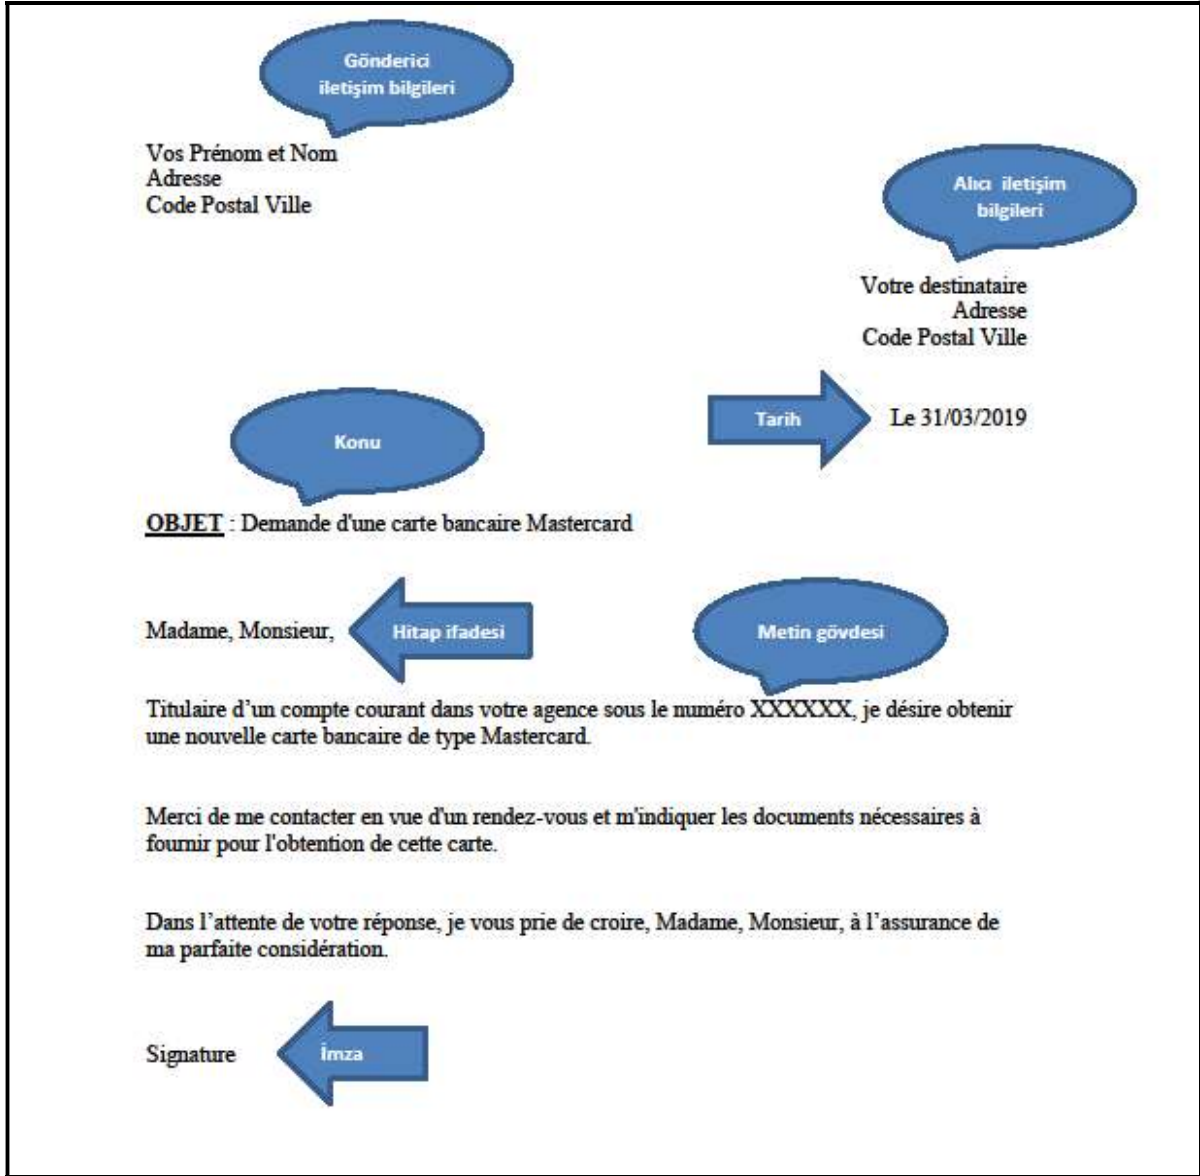 Gönderici
iletişim bilgileri
Vos Prénom et Nom
Adresse
Code Postal Ville
Alıcı iletişim
bilgileri
Votre destinataire
Adresse
Code Postal Ville
Tarih
Le 31/03/2019
Konu
OBJET : Demande d'une carte bancaire Mastercard
Madame, Monsieur,
Hitap ifadesi
Metin gövdesi
Titulaire d’un compte courant dans votre agence sous le numéro XXXXXX, je désire obtenir
une nouvelle carte bancaire de type Mastercard.
Merci de me contacter en vue d'un rendez-vous et m'indiquer les documents nécessaires à
fournir pour l'obtention de cette carte.
Dans l’attente de votre réponse, je vous prie de croire, Madame, Monsieur, à l’assurance de
ma parfaite considération.
Signature
İmza